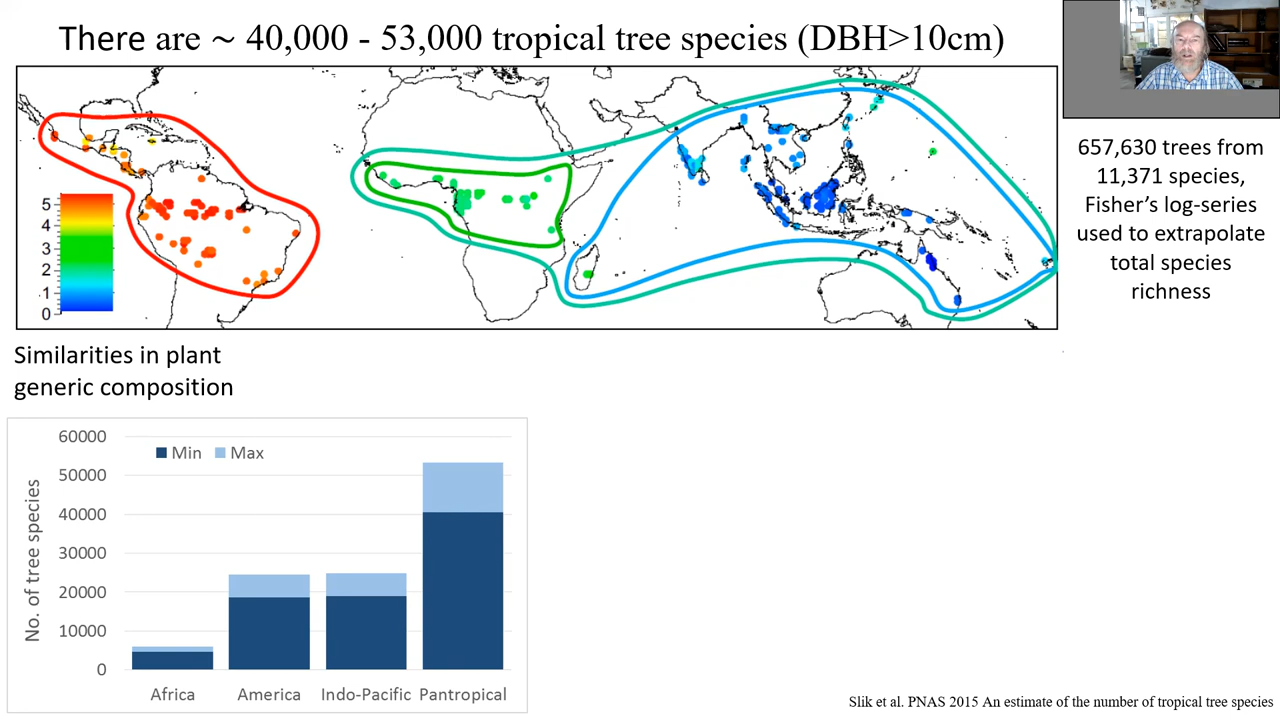 There are ~ 40,000 - 53,000 tropical tree species (DBH>10cm)
657,630 trees from
11,371 species,
Fisher's log-series
used to extrapolate
total species
richness
5
4
3
2
1
0
Similarities in plant
generic composition
60000
50000
40000
30000
20000
10000
0
No. of tree species
Min Max
Africa America Indo-Pacific Pantropical
Slik et al. PNAS 2015 An estimate of the number of tropical tree species